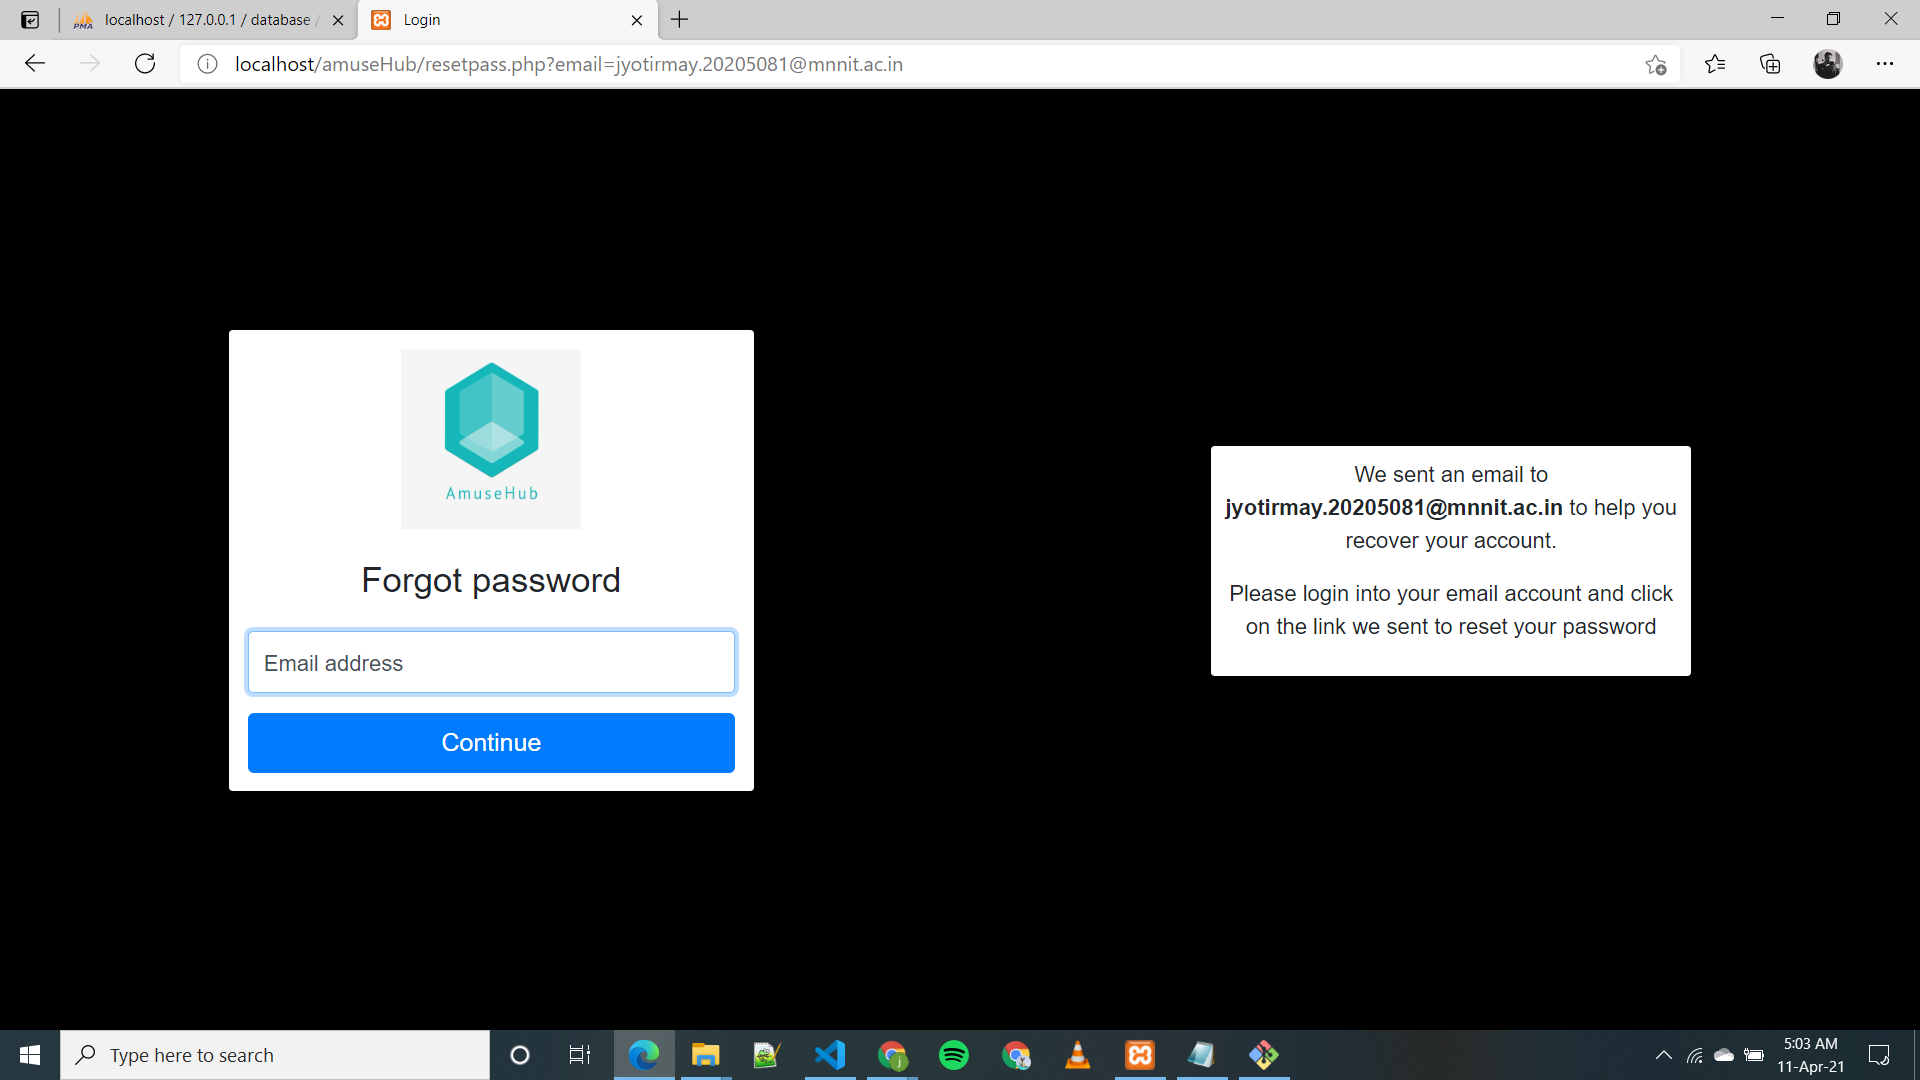 localhost / 127.0.0.1 / database /
Login
localhost/amuseHub/resetpass.php?email=jyotirmay.20205081@mnnit.ac.in
AmuseHub
Forgot password
Email address
Continue
We sent an email to
jyotirmay.20205081@mnnit.ac.in to help you
recover your account.
Please login into your email account and click
on the link we sent to reset your password
Type here to search
5:03 AM
11-Apr-21